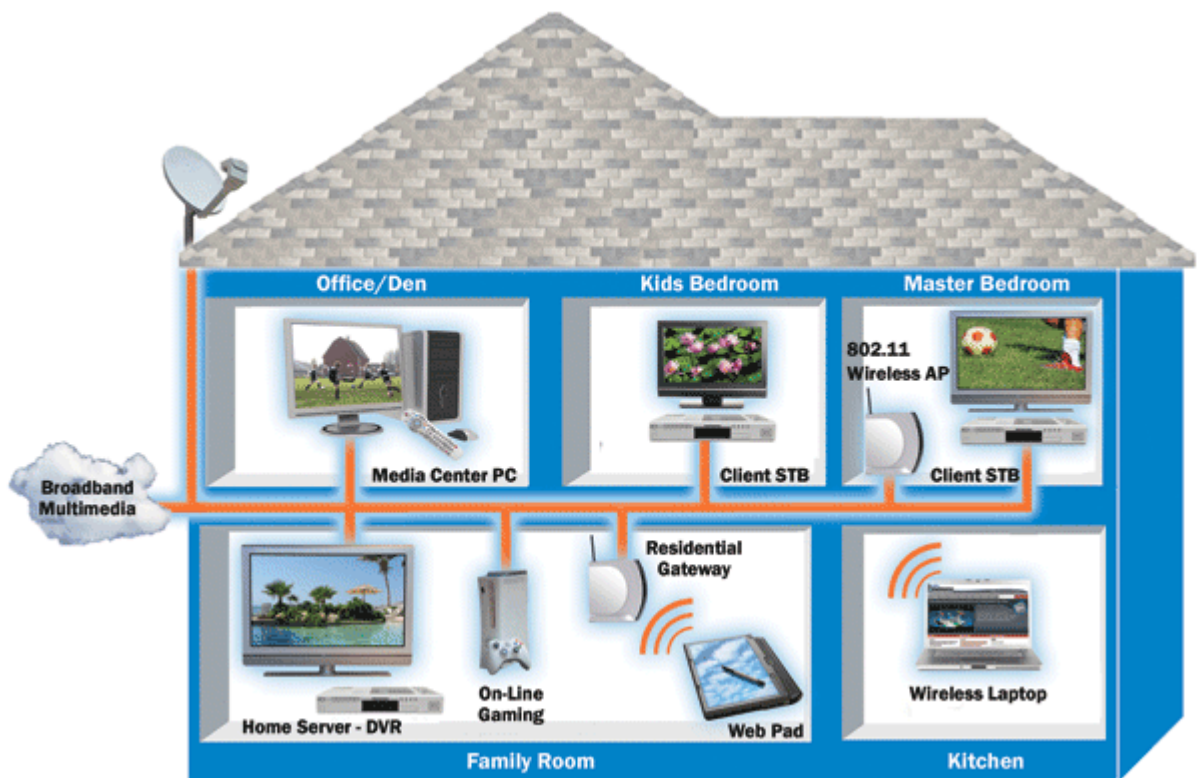 Office/Den
Kids Bedroom
Master Bedroom
802.11
Wireless AP
Media Center PC
Client STB
Client STB
Broadband
Multimedia
Residential
Gateway
On-Line
Gaming
Home Server - DVR
Web Pad
Wireless Laptop
Family Room
Kitchen